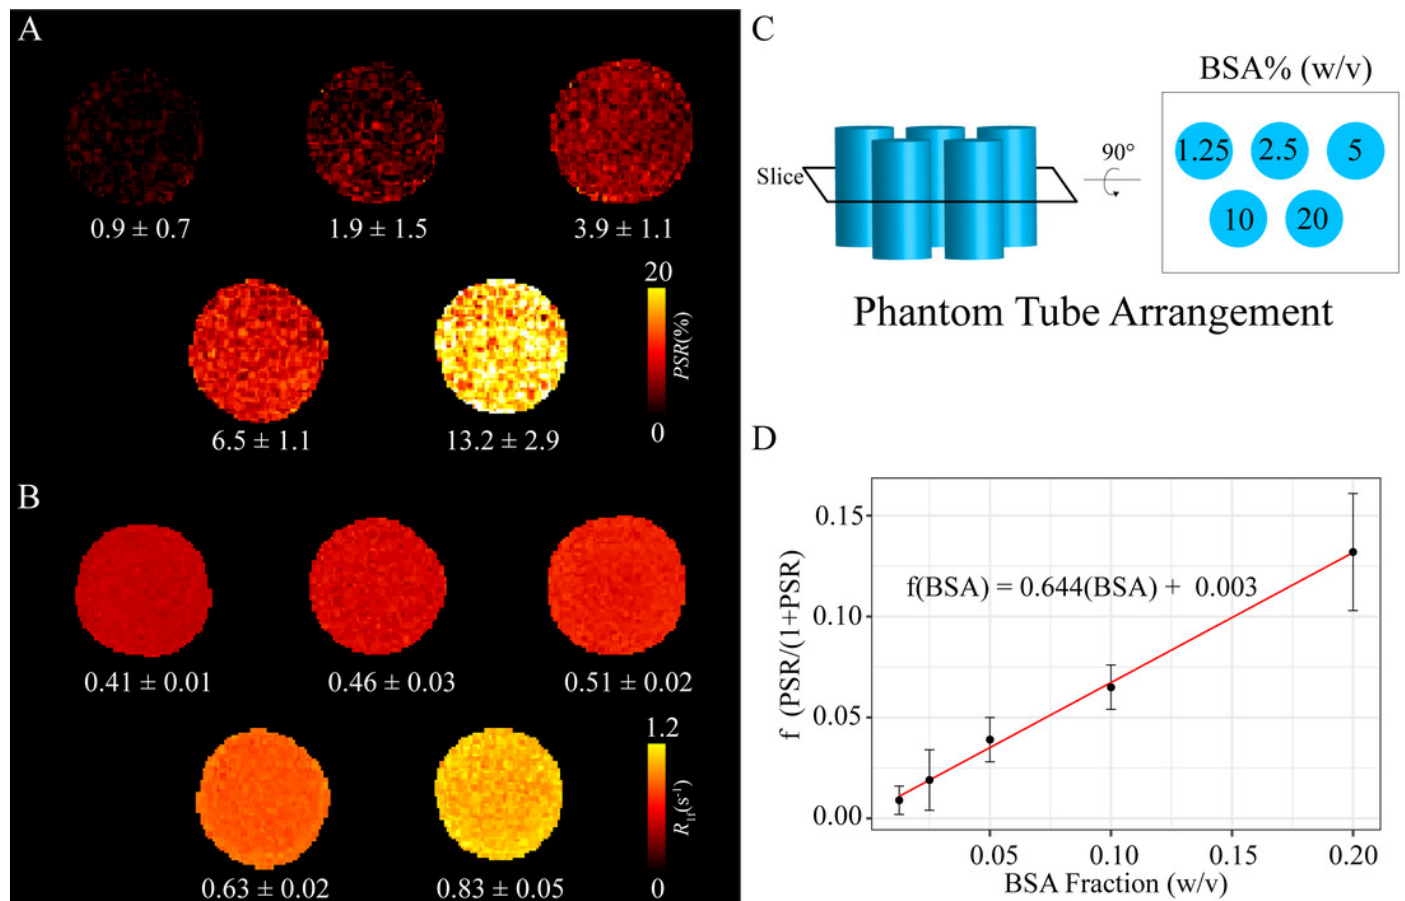 A
0.9 ± 0.7
1.9 ± 1.5
3.9 ± 1.1
6.5 ± 1.1
13.2 ± 2.9
20
PSR(%)
0
B
0.41 ± 0.01
0.46 ± 0.03
0.51 ± 0.02
0.63 ± 0.02
0.83 ± 0.05
1.2
R1f(s-1)
0
C
BSA% (w/v)
Slice
90°
1.25
2.5
5
10
20
Phantom Tube Arrangement
D
f (PSR/(1+PSR)
0.15
0.10
0.05
0.00
f(BSA) = 0.644(BSA) + 0.003
0.05
0.10
0.15
0.20
BSA Fraction (w/v)